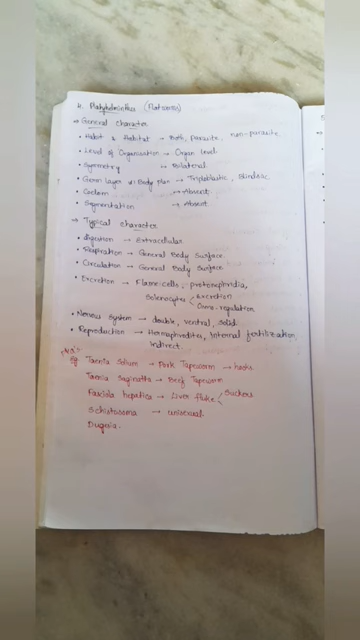 4. Platyhelminthes (Flatworms)
⇒ General Character
• Habit & Habitat → Both, Parasite, non-parasite
• Level of Organisation → Organ level
• Symmetry → Bilateral
• Germ layer & Body plan → Triploblastic, Blindsac
• Coelom → Absent
• Segmentation → Absent
⇒ Typical character
• digestion → Extracellular
• Respiration → General Body Surface
• Circulation → General Body Surface
• Excretion → Flame cells, protonephridia,
Solenocytes < Excretion
Osmo-regulation
• Nervous system → double, ventral, solid
• Reproduction → Hermaphrodites, Internal fertilization,
Indirect.
eg. Taenia Solium → Pork Tapeworm → hooks
Taenia Saginatta → Beef Tapeworm
Fasciola hepatica → Liver fluke < Suckers
Schistosoma → unisexual
Dugesia.